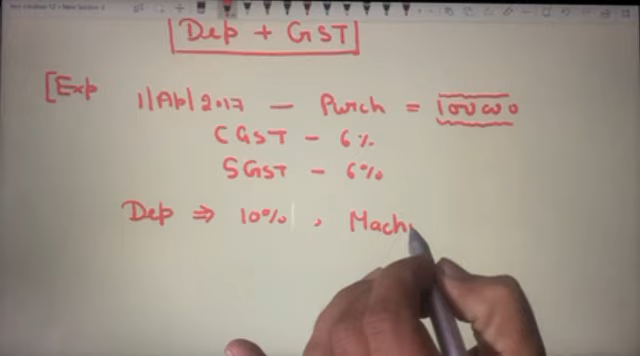 Dep + GST
[Exp 1/Ap/2017 — Purch = 100000
CGST - 6%
SGST - 6%
Dep ⇒ 10%, Mach